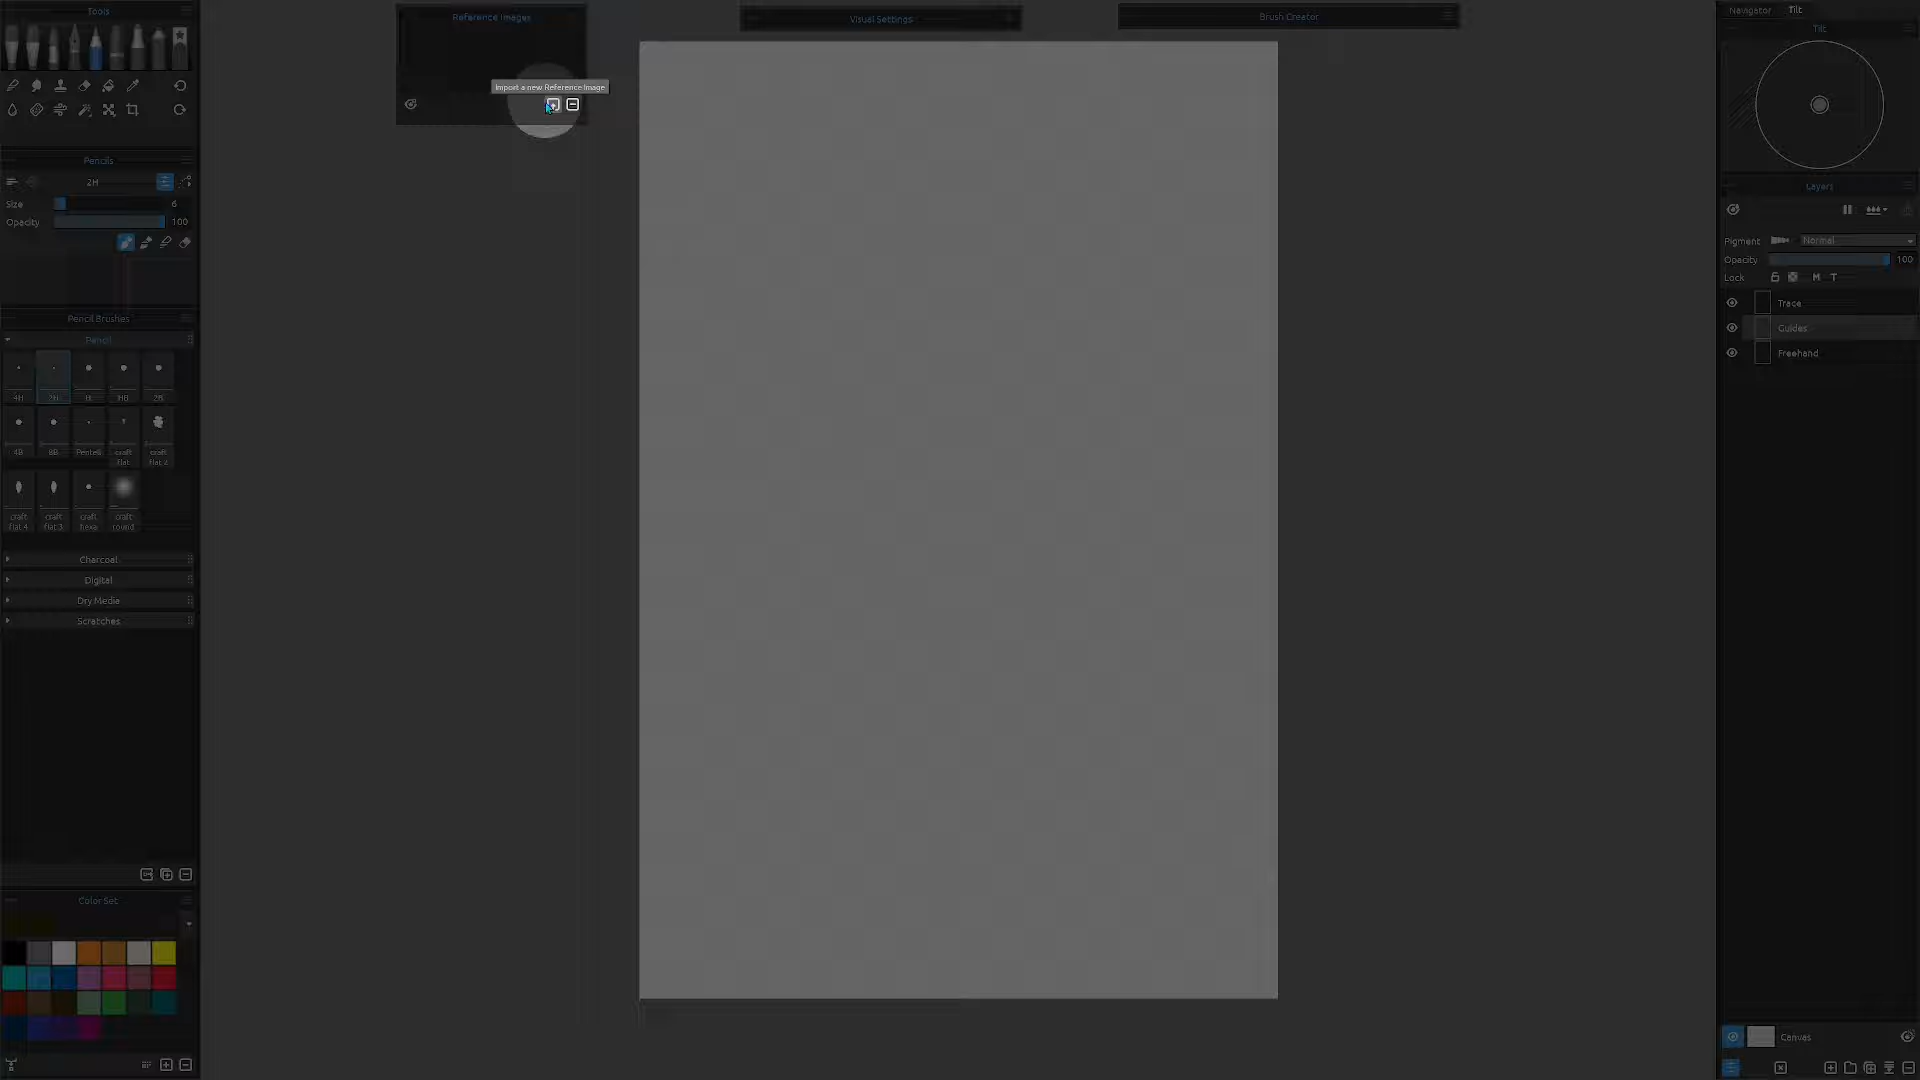 Tools
Reference Images
Visual Settings
Brush Creator
Navigator
Tilt
Tilt
Import a new Reference Image
Pencils
2H
Size
6
Opacity
100
Pencil Brushes
Pencil
4H
2H
H
HB
2B
4B
8B
Pentel
craft flat
craft flat 2
craft flat 4
craft flat 3
craft hexa
craft round
Charcoal
Digital
Dry Media
Scratches
Color Set
Layers
Pigment
Normal
Opacity
100
Lock
M
T
Trace
Guides
Freehand
Canvas